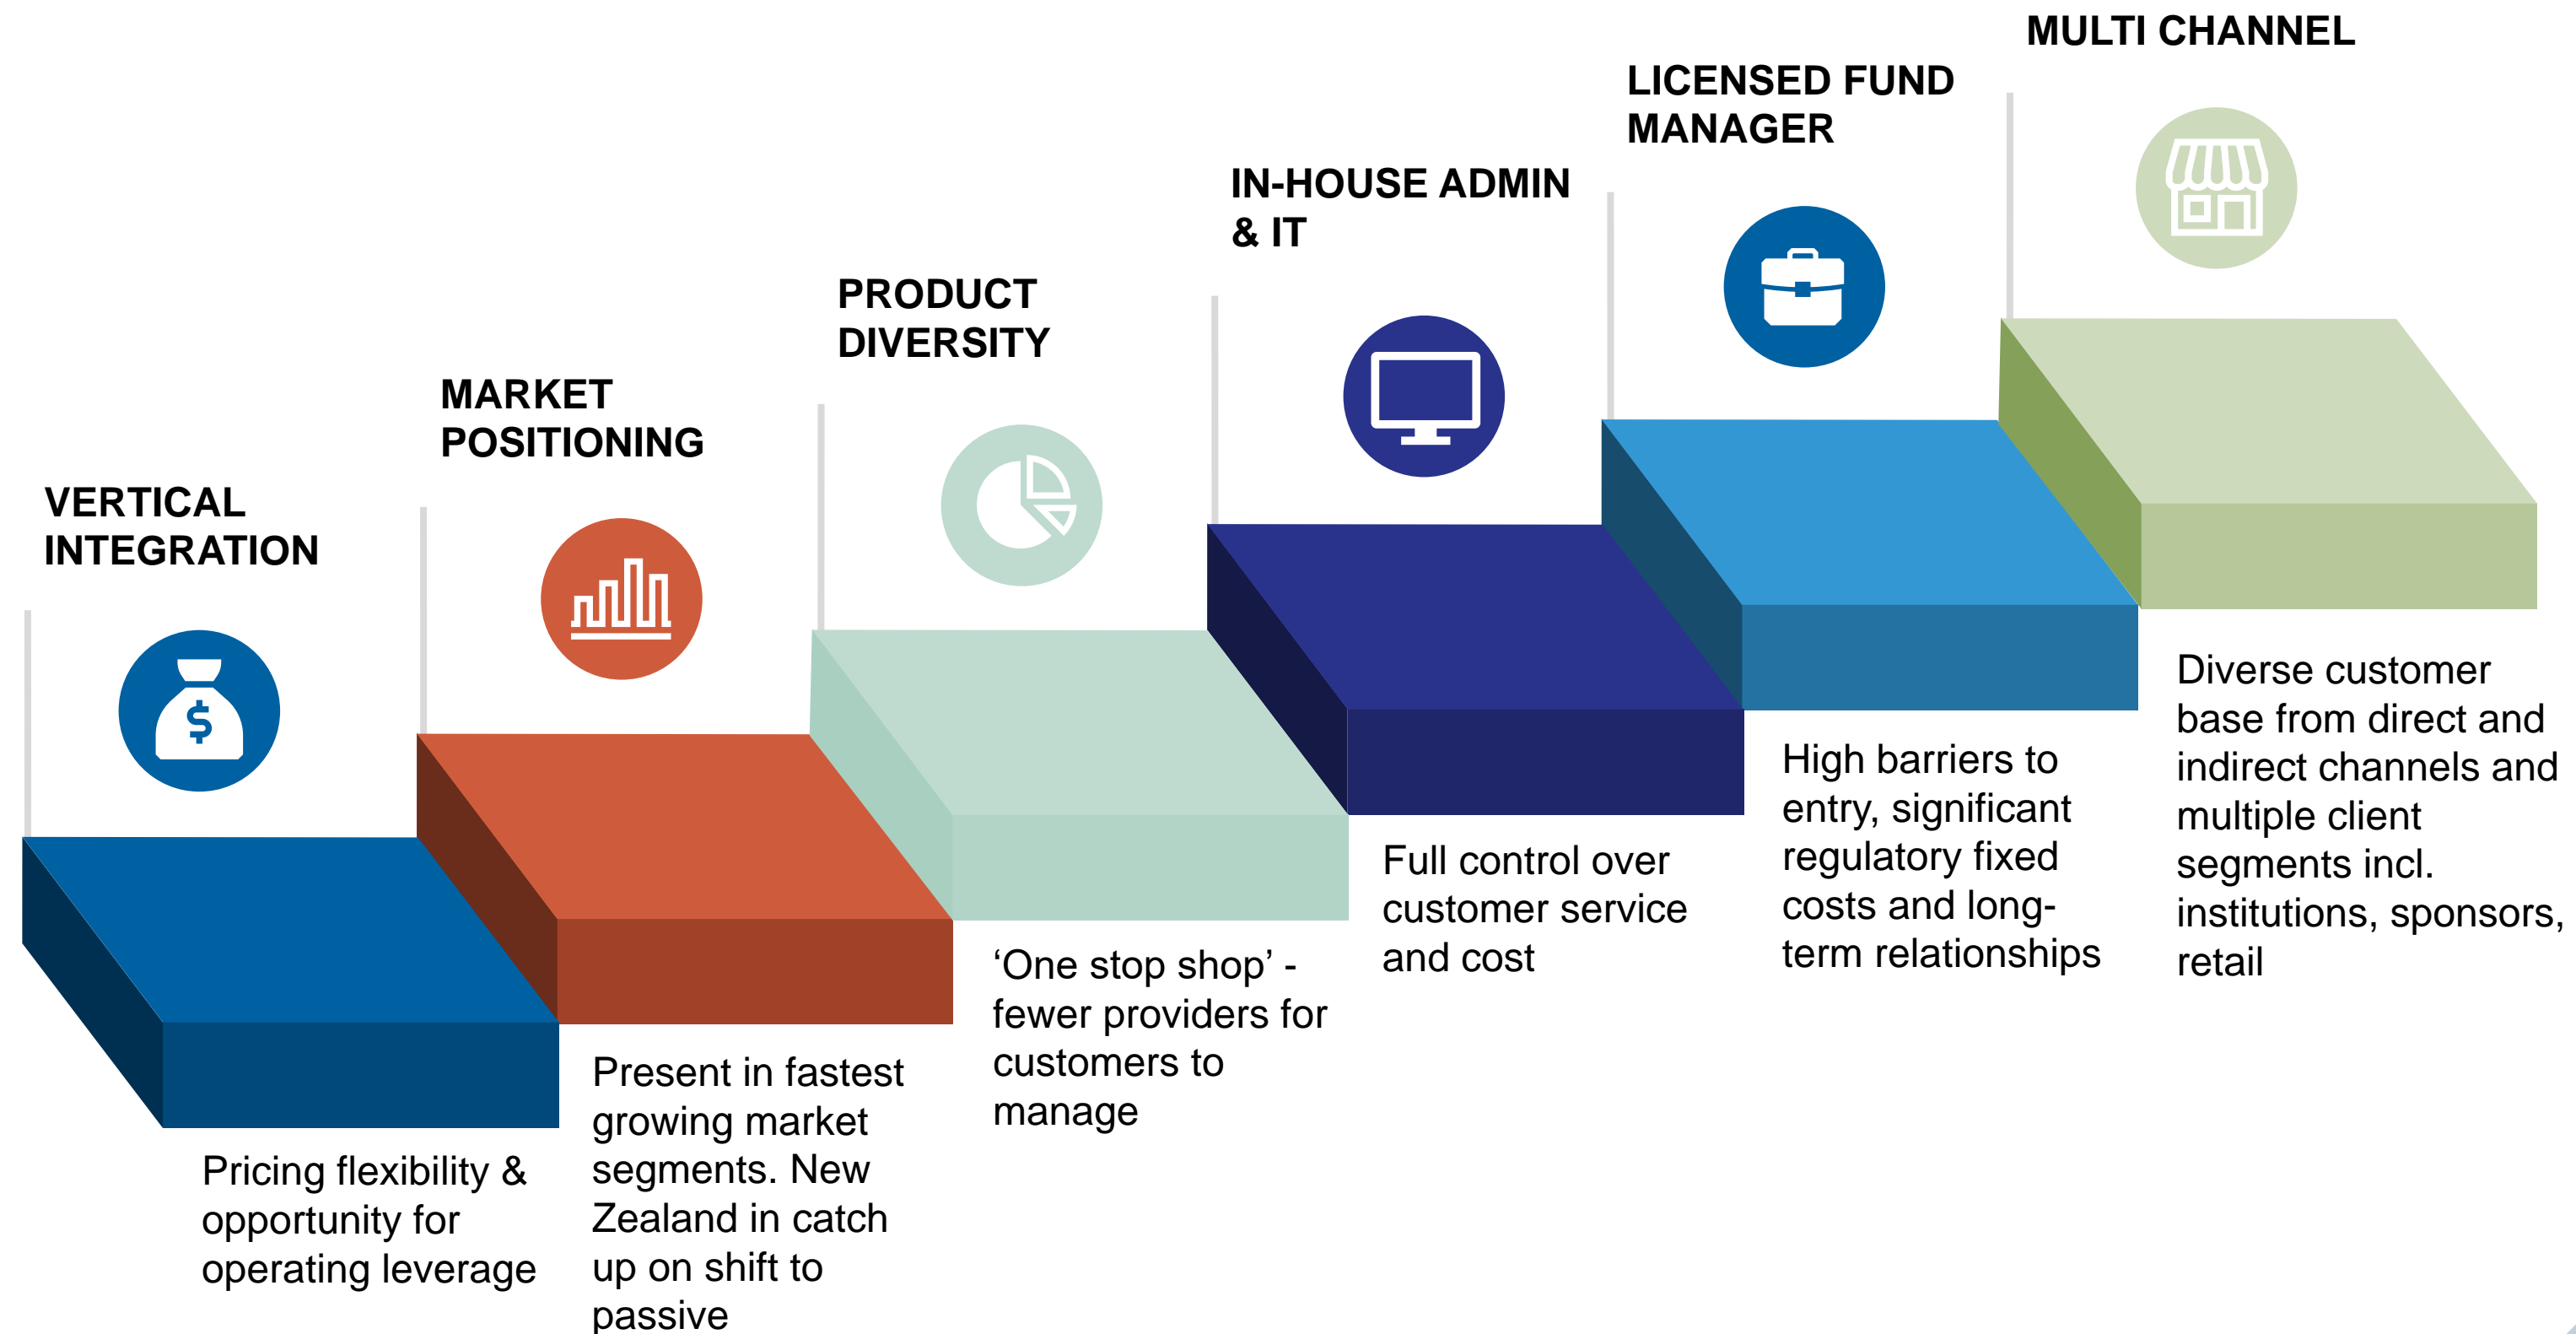 VERTICAL
INTEGRATION
$
Pricing flexibility &
opportunity for
operating leverage
MARKET
POSITIONING
Present in fastest
growing market
segments. New
Zealand in catch
up on shift to
passive
PRODUCT
DIVERSITY
‘One stop shop’ -
fewer providers for
customers to
manage
IN-HOUSE ADMIN
& IT
Full control over
customer service
and cost
LICENSED FUND
MANAGER
High barriers to
entry, significant
regulatory fixed
costs and long-
term relationships
MULTI CHANNEL
Diverse customer
base from direct and
indirect channels and
multiple client
segments incl.
institutions, sponsors,
retail